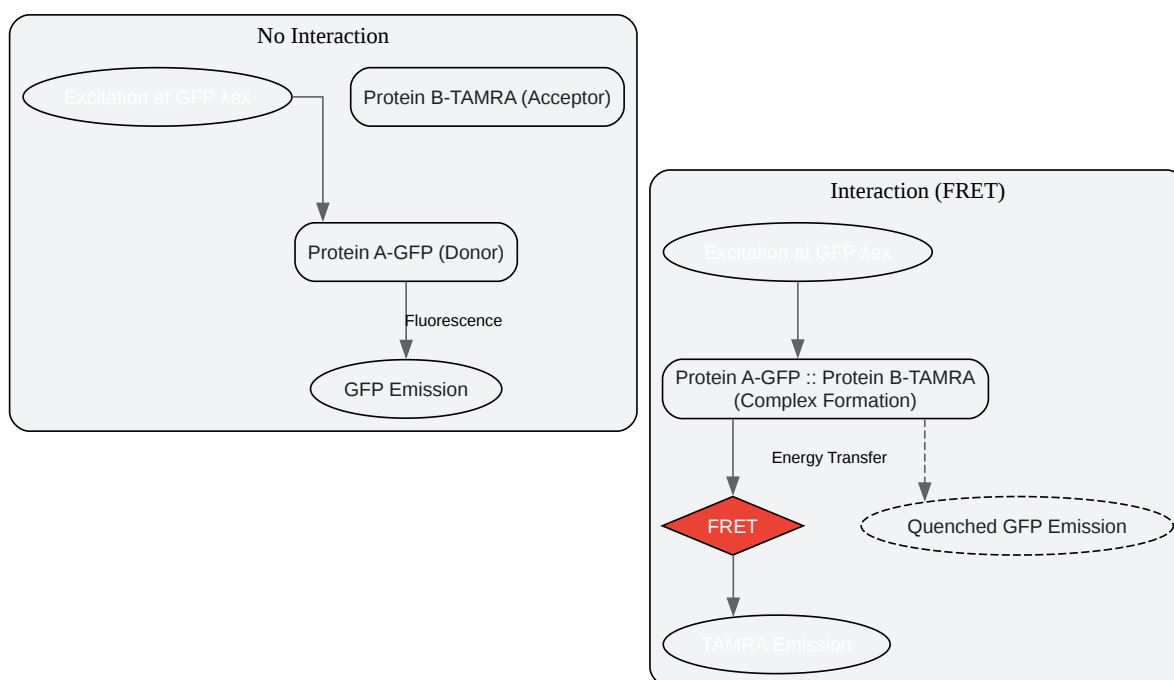 No Interaction
Excitation at GFP λex
Protein B-TAMRA (Acceptor)
Protein A-GFP (Donor)
Fluorescence
GFP Emission
Interaction (FRET)
Excitation at GFP λex
Protein A-GFP :: Protein B-TAMRA
(Complex Formation)
Energy Transfer
FRET
Quenched GFP Emission
TAMRA Emission